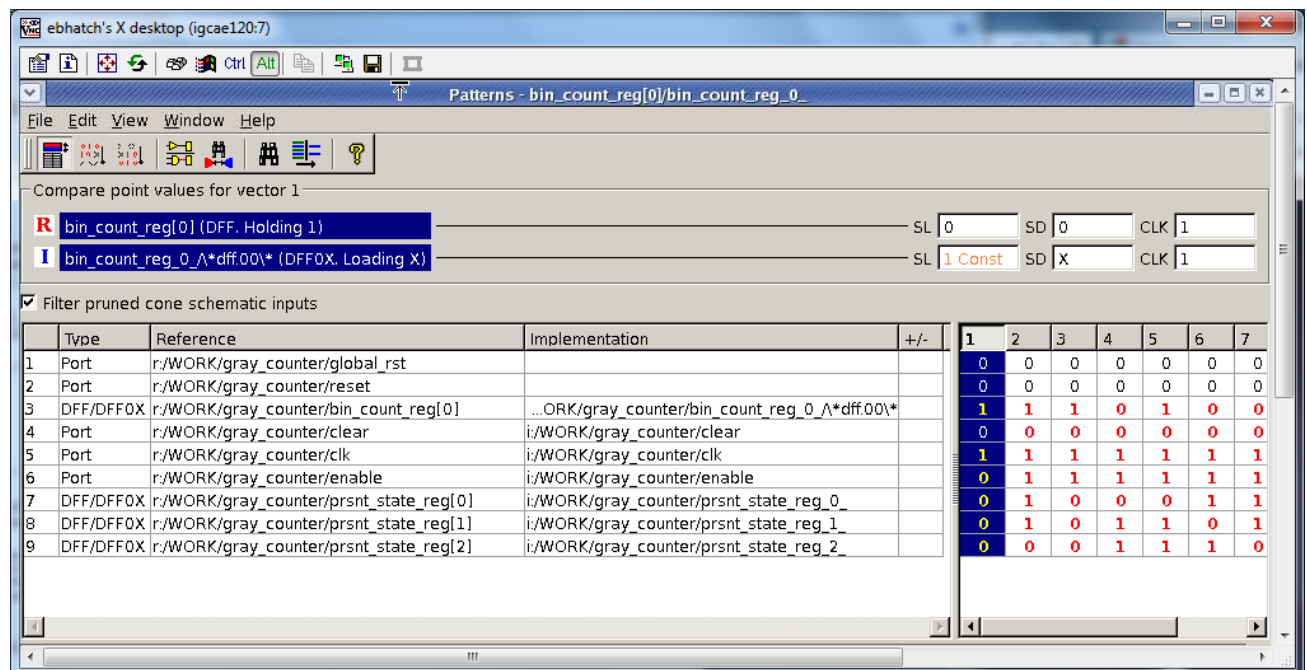 ebhatch's X desktop (igcae120:7)
Ctrl Alt
Patterns - bin_count_reg[0]/bin_count_reg_0_
File Edit View Window Help
Compare point values for vector 1
R bin_count_reg[0] (DFF. Holding 1) SL 0 SD 0 CLK 1
I bin_count_reg_0_/\*dff.00\* (DFF0X. Loading X) SL 1 Const SD X CLK 1
Filter pruned cone schematic inputs
Type Reference Implementation +/- 1 2 3 4 5 6 7
1 Port r:/WORK/gray_counter/global_rst 0 0 0 0 0 0 0
2 Port r:/WORK/gray_counter/reset 0 0 0 0 0 0 0
3 DFF/DFF0X r:/WORK/gray_counter/bin_count_reg[0] ...ORK/gray_counter/bin_count_reg_0_/\*dff.00\* 1 1 1 0 1 0 0
4 Port r:/WORK/gray_counter/clear i:/WORK/gray_counter/clear 0 0 0 0 0 0 0
5 Port r:/WORK/gray_counter/clk i:/WORK/gray_counter/clk 1 1 1 1 1 1 1
6 Port r:/WORK/gray_counter/enable i:/WORK/gray_counter/enable 0 1 1 1 1 1 1
7 DFF/DFF0X r:/WORK/gray_counter/prsnt_state_reg[0] i:/WORK/gray_counter/prsnt_state_reg_0_ 0 1 0 0 0 1 1
8 DFF/DFF0X r:/WORK/gray_counter/prsnt_state_reg[1] i:/WORK/gray_counter/prsnt_state_reg_1_ 0 1 0 1 1 0 1
9 DFF/DFF0X r:/WORK/gray_counter/prsnt_state_reg[2] i:/WORK/gray_counter/prsnt_state_reg_2_ 0 0 0 1 1 1 0